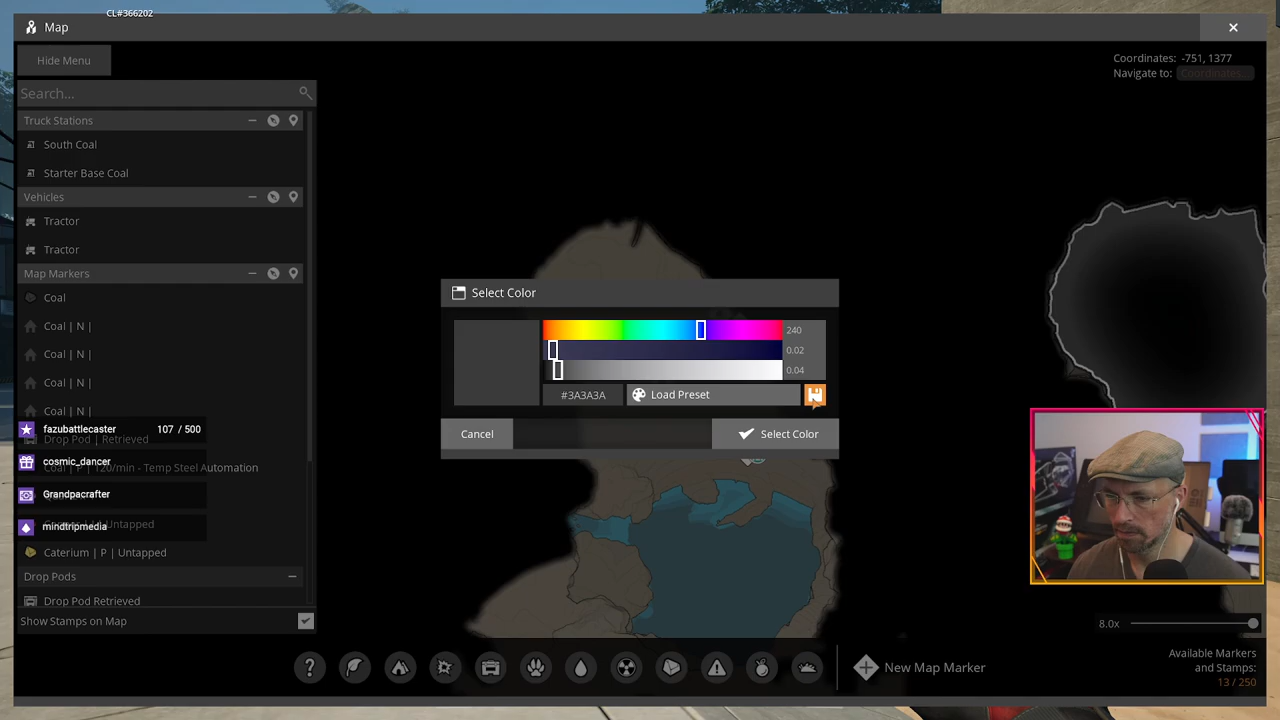 CL#366202
Map
Hide Menu
Coordinates: -751, 1377
Navigate to: Coordinates...
Search...
Truck Stations
South Coal
Starter Base Coal
Vehicles
Tractor
Tractor
Map Markers
Coal
Coal | N |
Coal | N |
Coal | N |
Coal | N |
fazubattlecaster 107 / 500
Drop Pod | Retrieved
cosmic_dancer
Coal | P | 120/min - Temp Steel Automation
Grandpacrafter
Untapped
mindtripmedia
Caterium | P | Untapped
Drop Pods
Drop Pod Retrieved
Show Stamps on Map
Select Color
240
0.02
0.04
#3A3A3A
Load Preset
Cancel
Select Color
8.0x
New Map Marker
Available Markers
and Stamps:
13 / 250